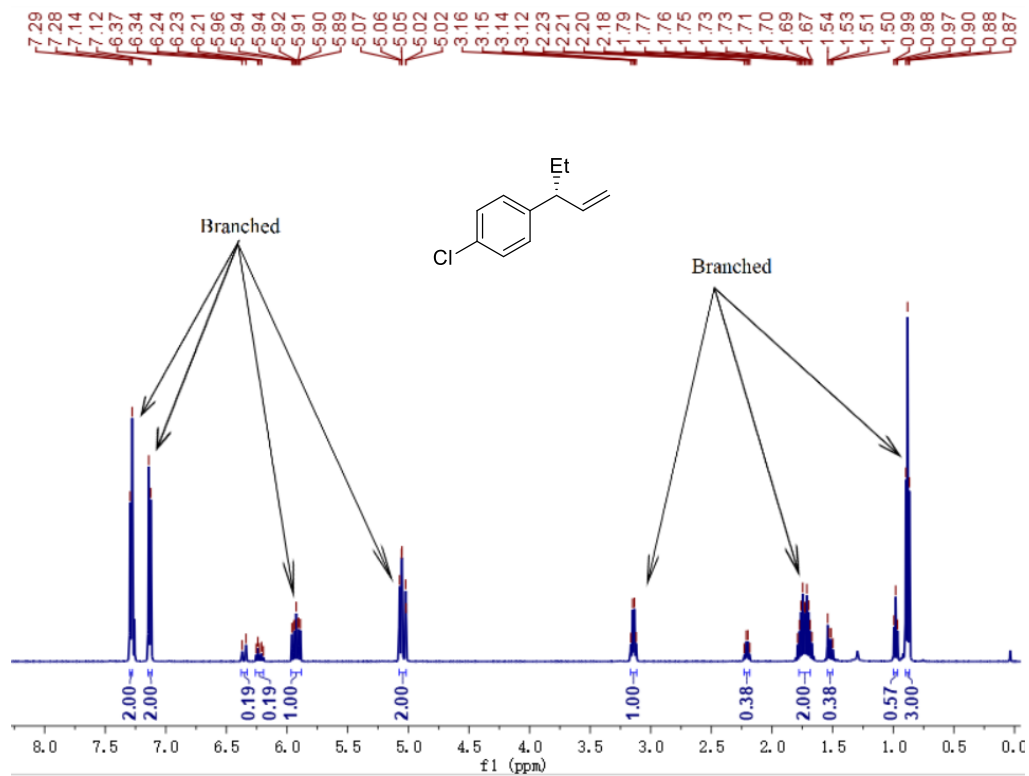 7.29 7.28 7.14 7.12 6.37 6.34 6.24 6.23 6.21 5.96 5.94 5.94 5.92 5.91 5.90 5.89 5.07 5.06 5.05 5.02 5.02 3.16 3.15 3.14 3.12 2.23 2.21 2.20 2.18 1.79 1.77 1.76 1.75 1.73 1.73 1.71 1.70 1.69 1.67 1.54 1.53 1.51 1.50 0.99 0.98 0.97 0.90 0.88 0.87
Et
Cl
Branched
Branched
2.00 2.00 0.19 0.19 1.00 2.00 1.00 0.38 2.00 0.38 0.57 3.00
8.0 7.5 7.0 6.5 6.0 5.5 5.0 4.5 4.0 3.5 3.0 2.5 2.0 1.5 1.0 0.5 0.0
f1 (ppm)